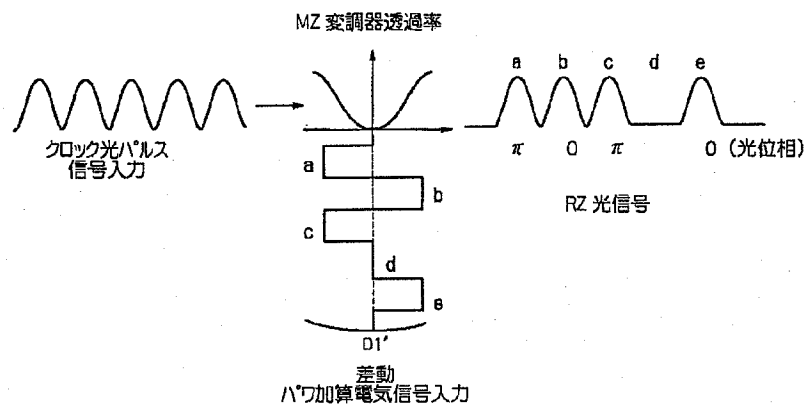 MZ 変調器透過率
クロック光パルス
信号入力
a
b
c
d
e
D1'
差動
パワ加算電気信号入力
a b c d e
π 0 π 0 (光位相)
RZ 光信号